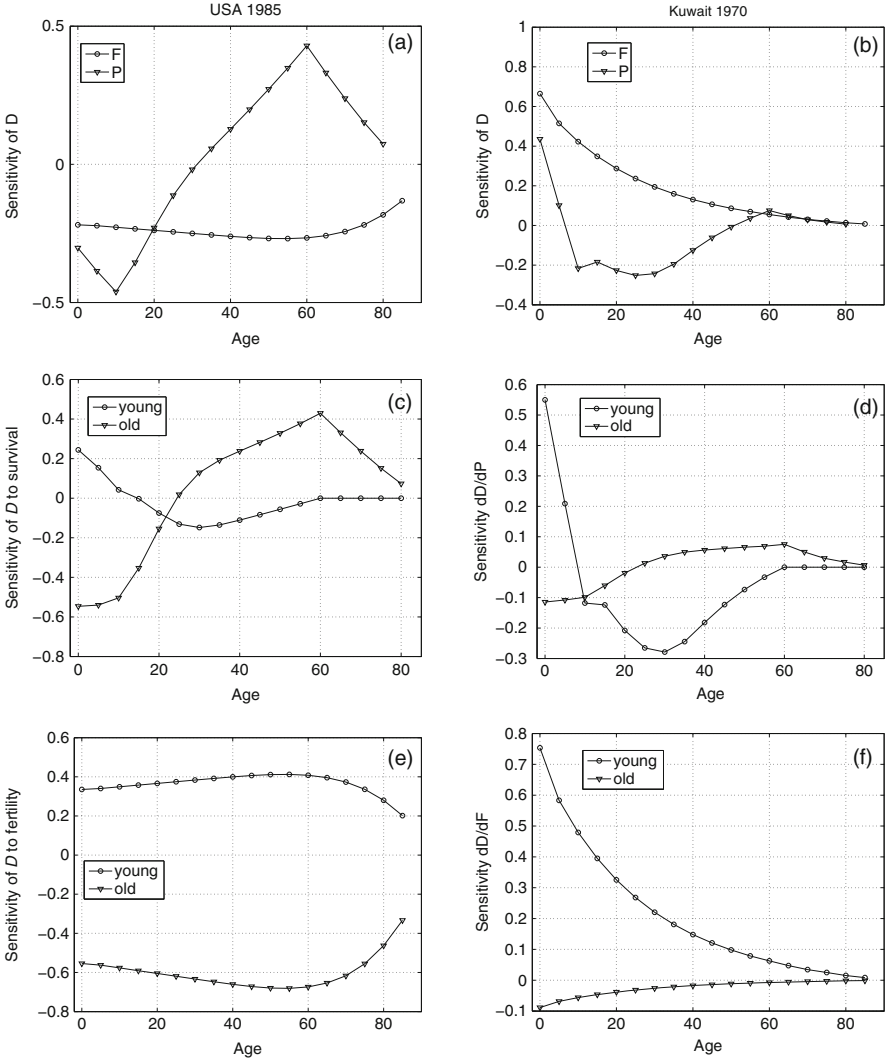 USA 1985
(a)
F
P
0.5
0
−0.5
0
20
40
60
80
Sensitivity of D
Age
Kuwait 1970
(b)
F
P
1
0.8
0.6
0.4
0.2
0
−0.2
−0.4
0
20
40
60
80
Sensitivity of D
Age
(c)
young
old
0.6
0.4
0.2
0
−0.2
−0.4
−0.6
−0.8
0
20
40
60
80
Sensitivity of D to survival
Age
(d)
young
old
0.6
0.5
0.4
0.3
0.2
0.1
0
−0.1
−0.2
−0.3
0
20
40
60
80
Sensitivity dD/dP
Age
(e)
young
old
0.6
0.4
0.2
0
−0.2
−0.4
−0.6
−0.8
0
20
40
60
80
Sensitivity of D to fertility
Age
(f)
young
old
0.8
0.7
0.6
0.5
0.4
0.3
0.2
0.1
0
−0.1
0
20
40
60
80
Sensitivity dD/dF
Age